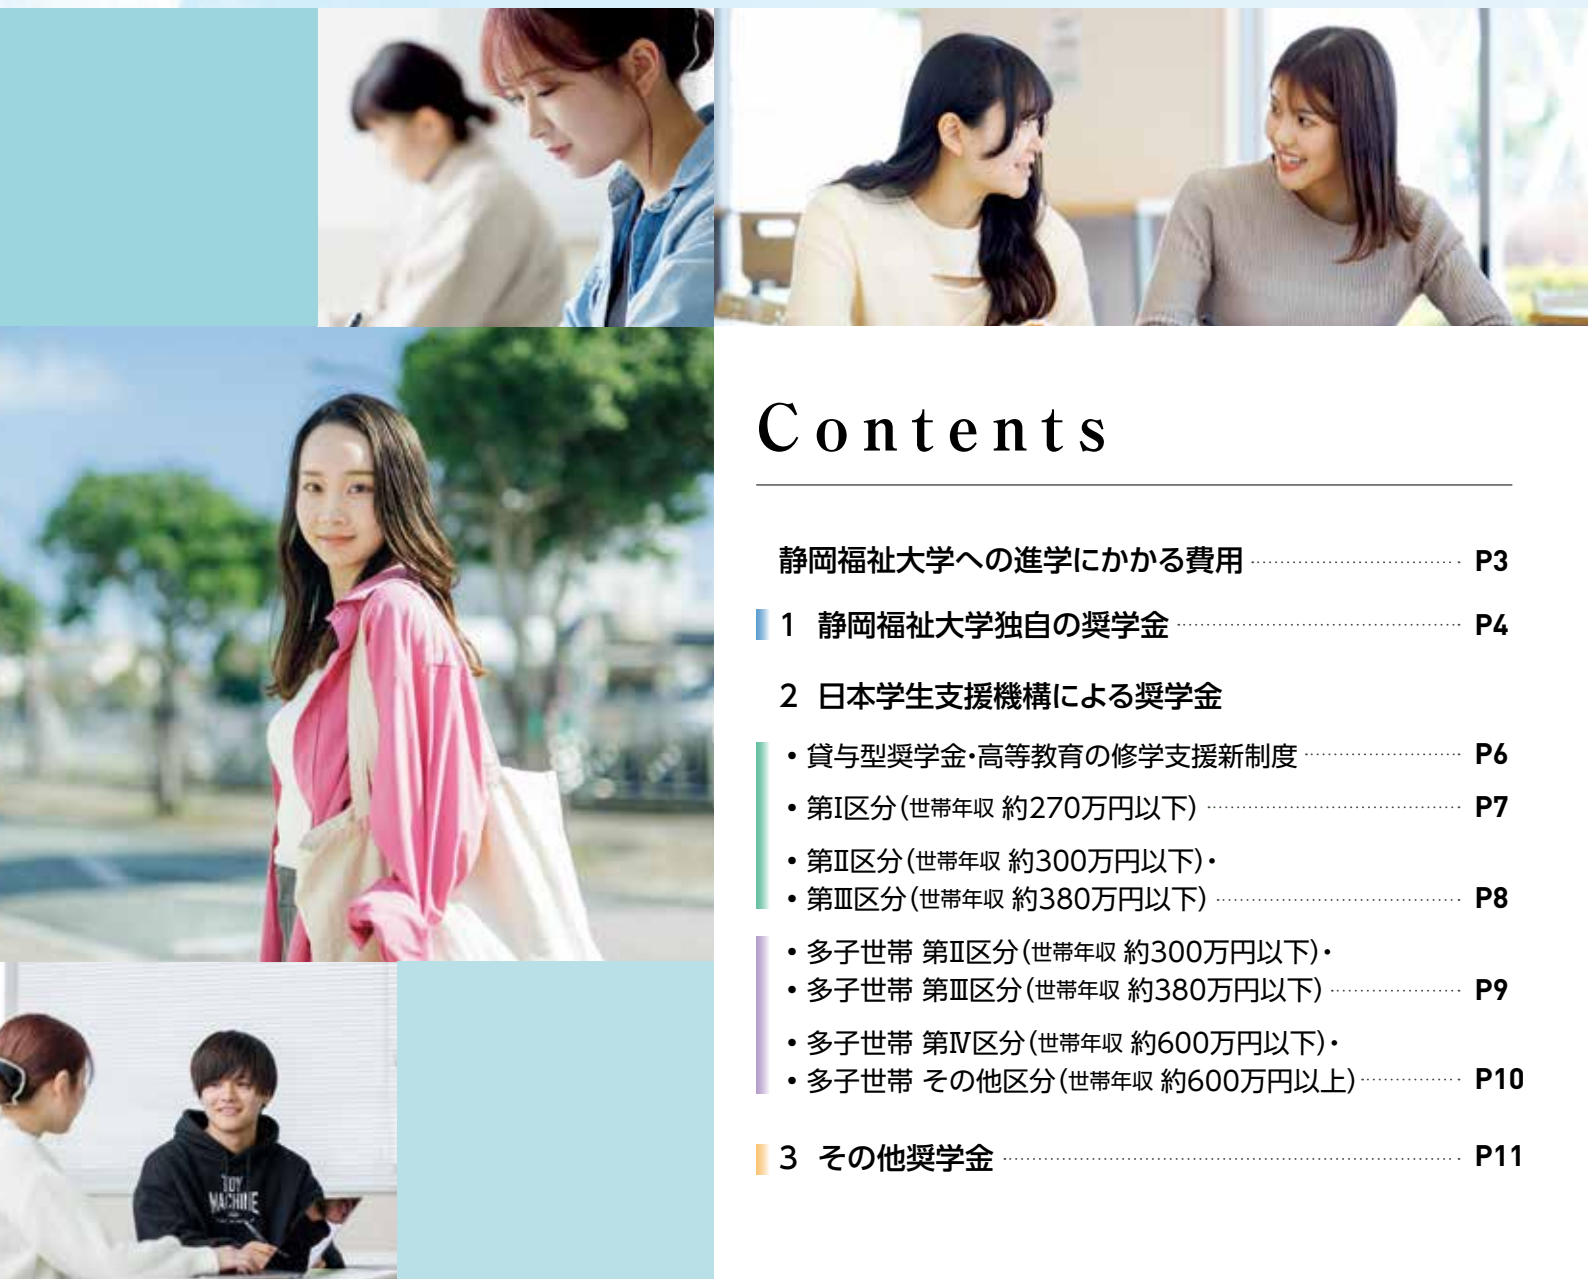 Contents
静岡福祉大学への進学にかかる費用 P3
1 静岡福祉大学独自の奨学金 P4
2 日本学生支援機構による奨学金
• 貸与型奨学金・高等教育の修学支援新制度 P6
• 第Ⅰ区分(世帯年収 約270万円以下) P7
• 第Ⅱ区分(世帯年収 約300万円以下)・
• 第Ⅲ区分(世帯年収 約380万円以下) P8
• 多子世帯 第Ⅱ区分(世帯年収 約300万円以下)・
• 多子世帯 第Ⅲ区分(世帯年収 約380万円以下) P9
• 多子世帯 第Ⅳ区分(世帯年収 約600万円以下)・
• 多子世帯 その他区分(世帯年収 約600万円以上) P10
3 その他奨学金 P11
TOY
MACHINE